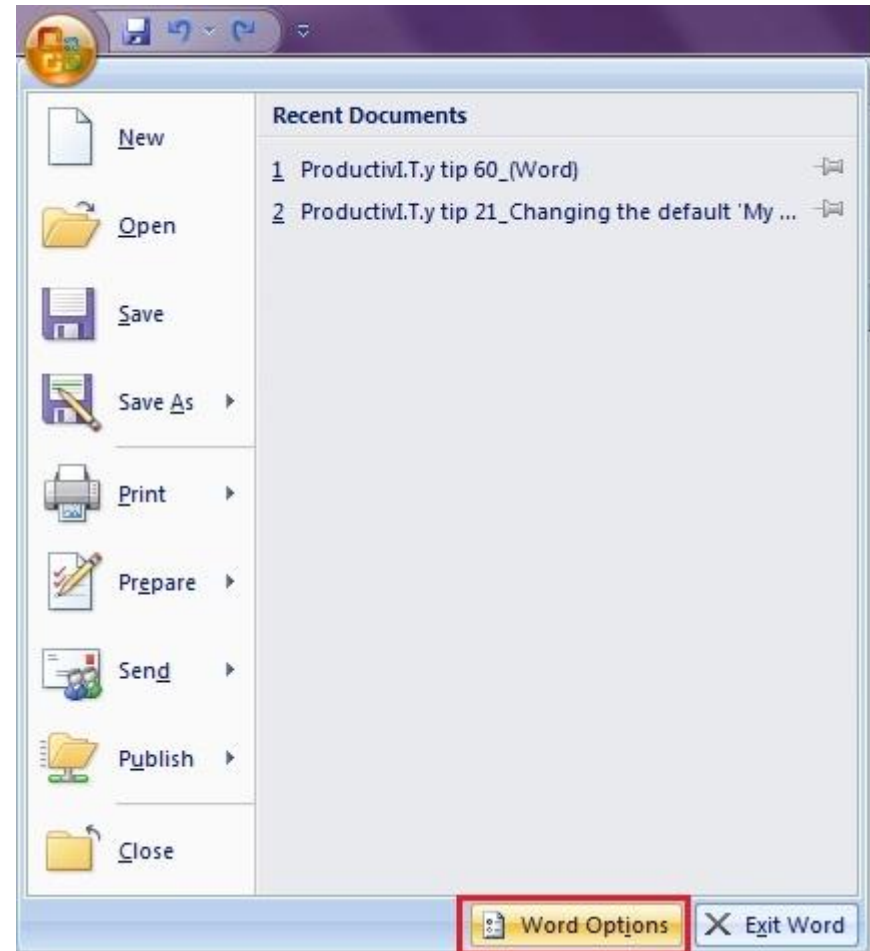 New
Open
Save
Save As
Print
Prepare
Send
Publish
Close
Recent Documents
1 ProductivI.T.y tip 60_(Word)
2 ProductivI.T.y tip 21_Changing the default 'My ...
Word Options
Exit Word